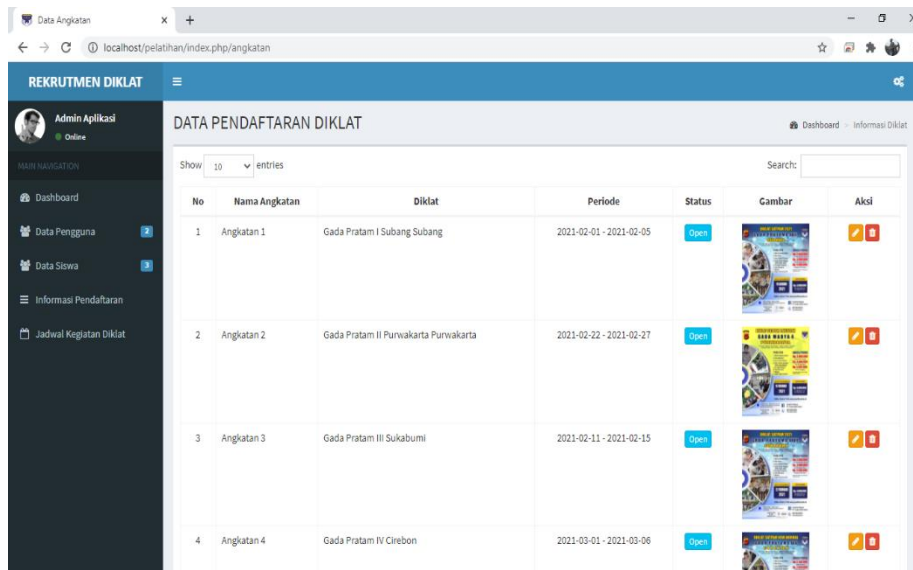 Data Angkatan
localhost/pelatihan/index.php/angkatan
REKRUTMEN DIKLAT
Admin Aplikasi
Online
MAIN NAVIGATION
Dashboard
Data Pengguna 2
Data Siswa 3
Informasi Pendaftaran
Jadwal Kegiatan Diklat
DATA PENDAFTARAN DIKLAT
Dashboard > Informasi Diklat
Show 10 entries
Search:
No Nama Angkatan Diklat Periode Status Gambar Aksi
1 Angkatan 1 Gada Pratam I Subang Subang 2021-02-01 - 2021-02-05 Open
2 Angkatan 2 Gada Pratam II Purwakarta Purwakarta 2021-02-22 - 2021-02-27 Open
3 Angkatan 3 Gada Pratam III Sukabumi 2021-02-11 - 2021-02-15 Open
4 Angkatan 4 Gada Pratam IV Cirebon 2021-03-01 - 2021-03-06 Open